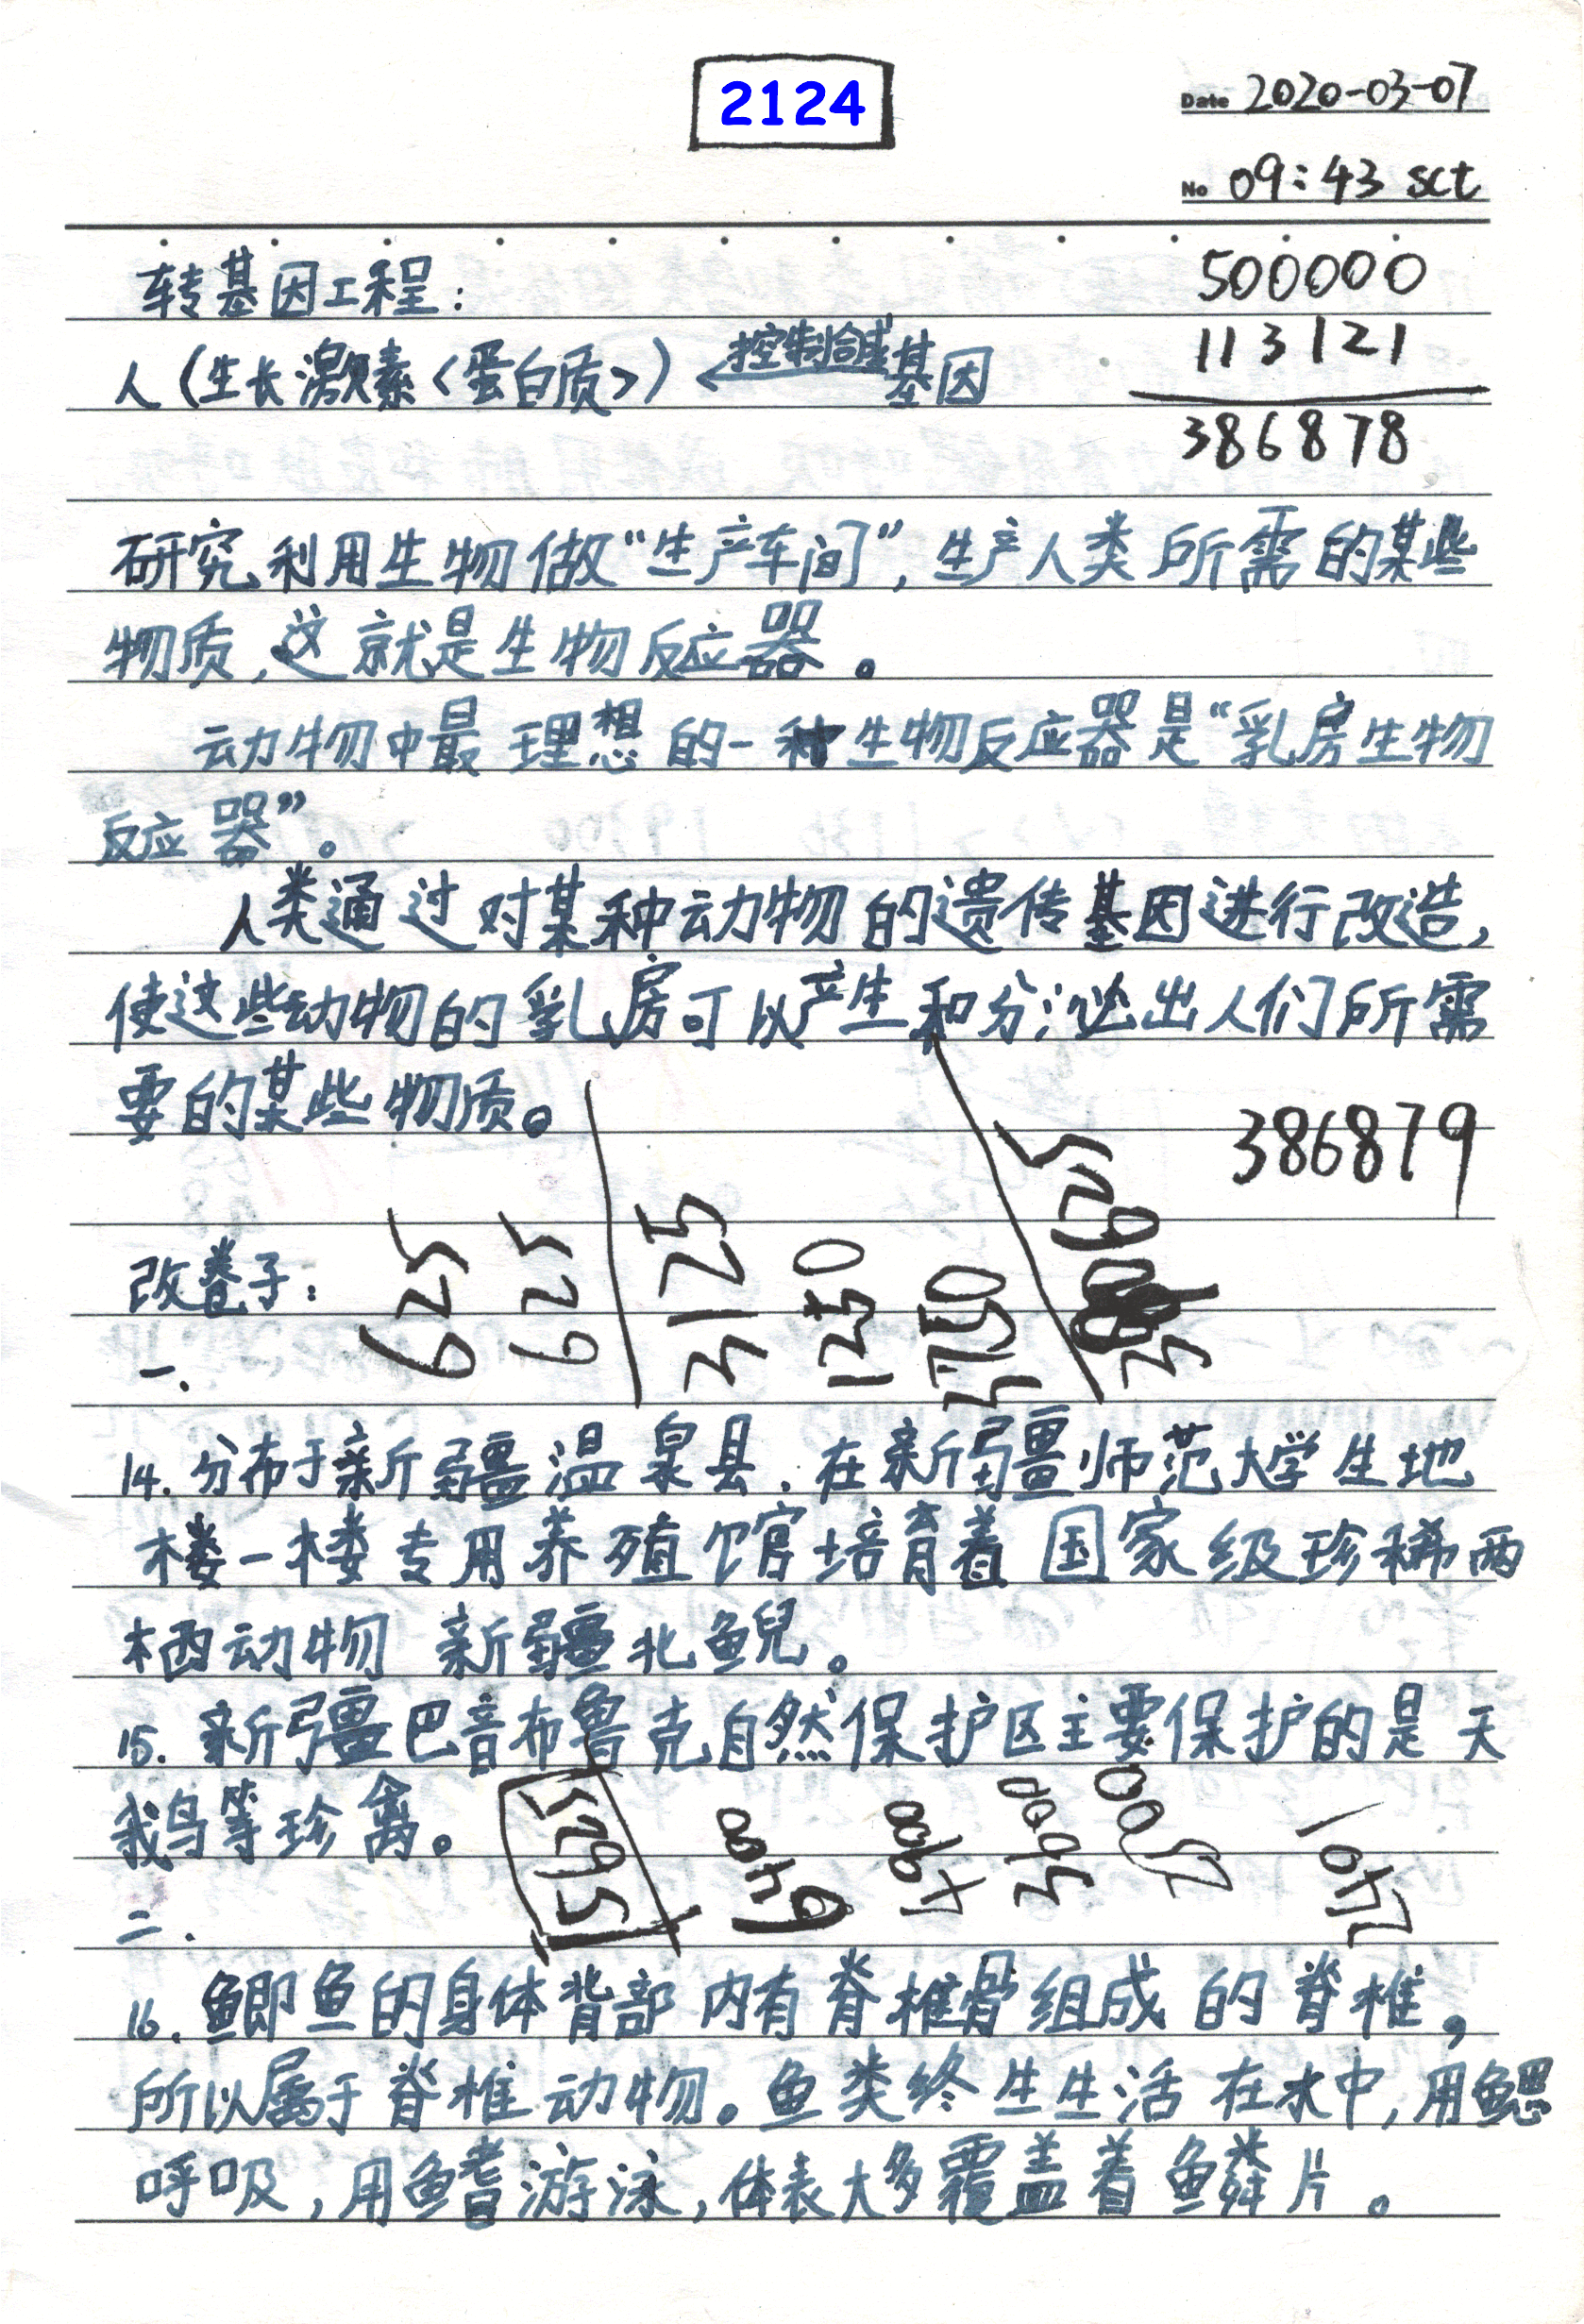 2124
Date 2020-03-07
No 09:43 sct
转基因工程:
500000
113121
386878
人(生长激素<蛋白质>)←控制合成 基因
研究利用生物做“生产车间”,生产人类所需的某些
物质,这就是生物反应器。
动物中最理想的一种生物反应器是“乳房生物
反应器”。
人类通过对某种动物的遗传基因进行改造,
使这些动物的乳房可以产生和分泌出人们所需
要的某些物质。
386879
625
625
3125
1250
3750
改卷子:
一.
14.分布于新疆温泉县.在新疆师范大学生地
楼一楼专用养殖馆培育着国家级珍稀两
栖动物 新疆北鲵。
15.新疆巴音布鲁克自然保护区主要保护的是天
鹅等珍禽。
15625
6400
4900
3600
2500
二.
16.鲫鱼的身体背部内有脊椎骨组成的脊椎,
所以属于脊椎动物。鱼类终生生活在水中,用鳃
呼吸,用鳍游泳,体表大多覆盖着鱼鳞片。